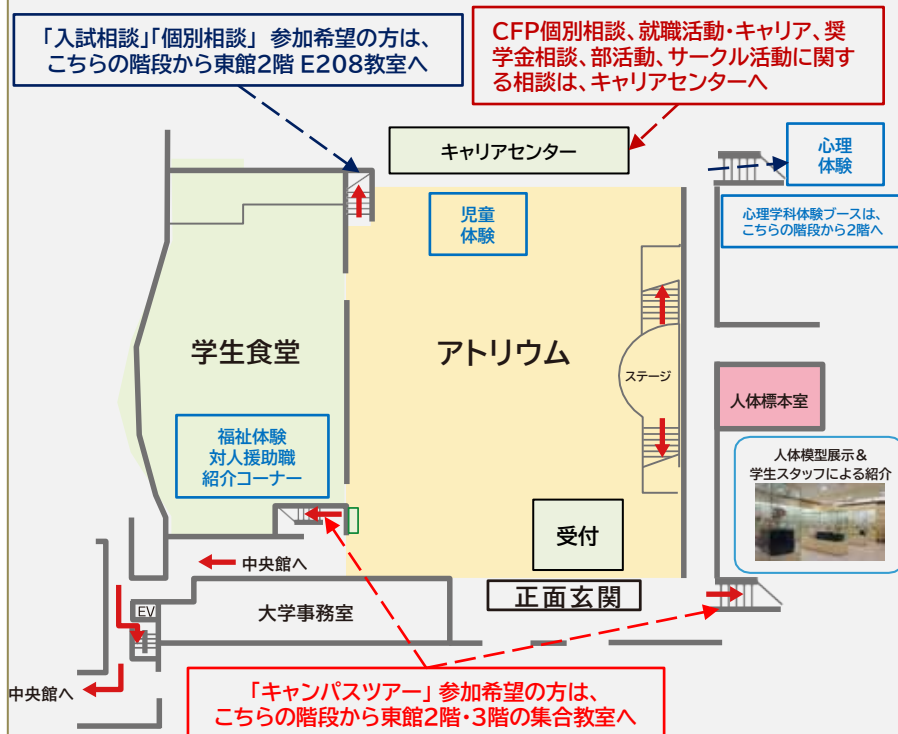 「入試相談」「個別相談」 参加希望の方は、
こちらの階段から東館2階 E208教室へ
CFP個別相談、就職活動・キャリア、奨
学金相談、部活動、サークル活動に関す
る相談は、キャリアセンターへ
キャリアセンター
心理
体験
児童
体験
心理学科体験ブースは、
こちらの階段から2階へ
学生食堂
アトリウム
ステージ
人体標本室
福祉体験
対人援助職
紹介コーナー
人体模型展示&
学生スタッフによる紹介
受付
中央館へ
正面玄関
EV
大学事務室
中央館へ
「キャンパスツアー」 参加希望の方は、
こちらの階段から東館2階・3階の集合教室へ